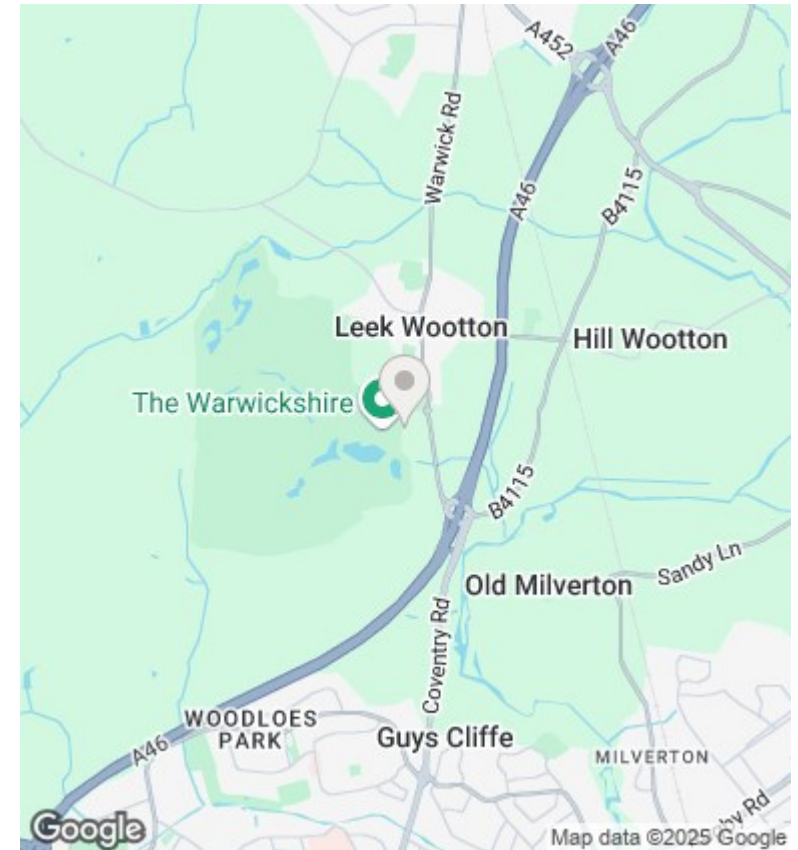 A452
A46
Warwick Rd
A46
B4115
Leek Wootton
Hill Wootton
The Warwickshire
B4115
Sandy Ln
Old Milverton
Coventry Rd
WOODLOES
PARK
Guys Cliffe
A46
MILVERTON
Rd
Google
Map data ©2025 Google